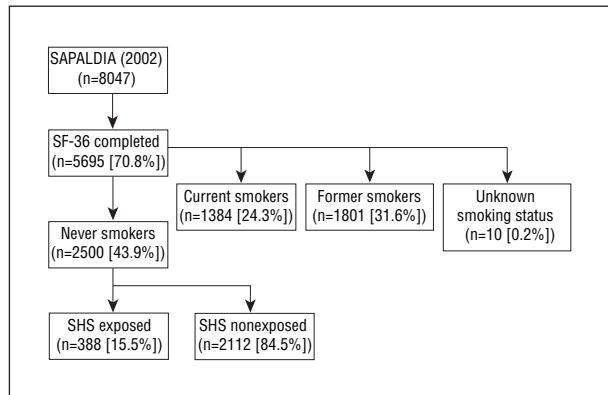 SAPALDIA (2002)
(n=8047)
SF-36 completed
(n=5695 [70.8%])
Current smokers
(n=1384 [24.3%])
Former smokers
(n=1801 [31.6%])
Unknown
smoking status
(n=10 [0.2%])
Never smokers
(n=2500 [43.9%])
SHS exposed
(n=388 [15.5%])
SHS nonexposed
(n=2112 [84.5%])